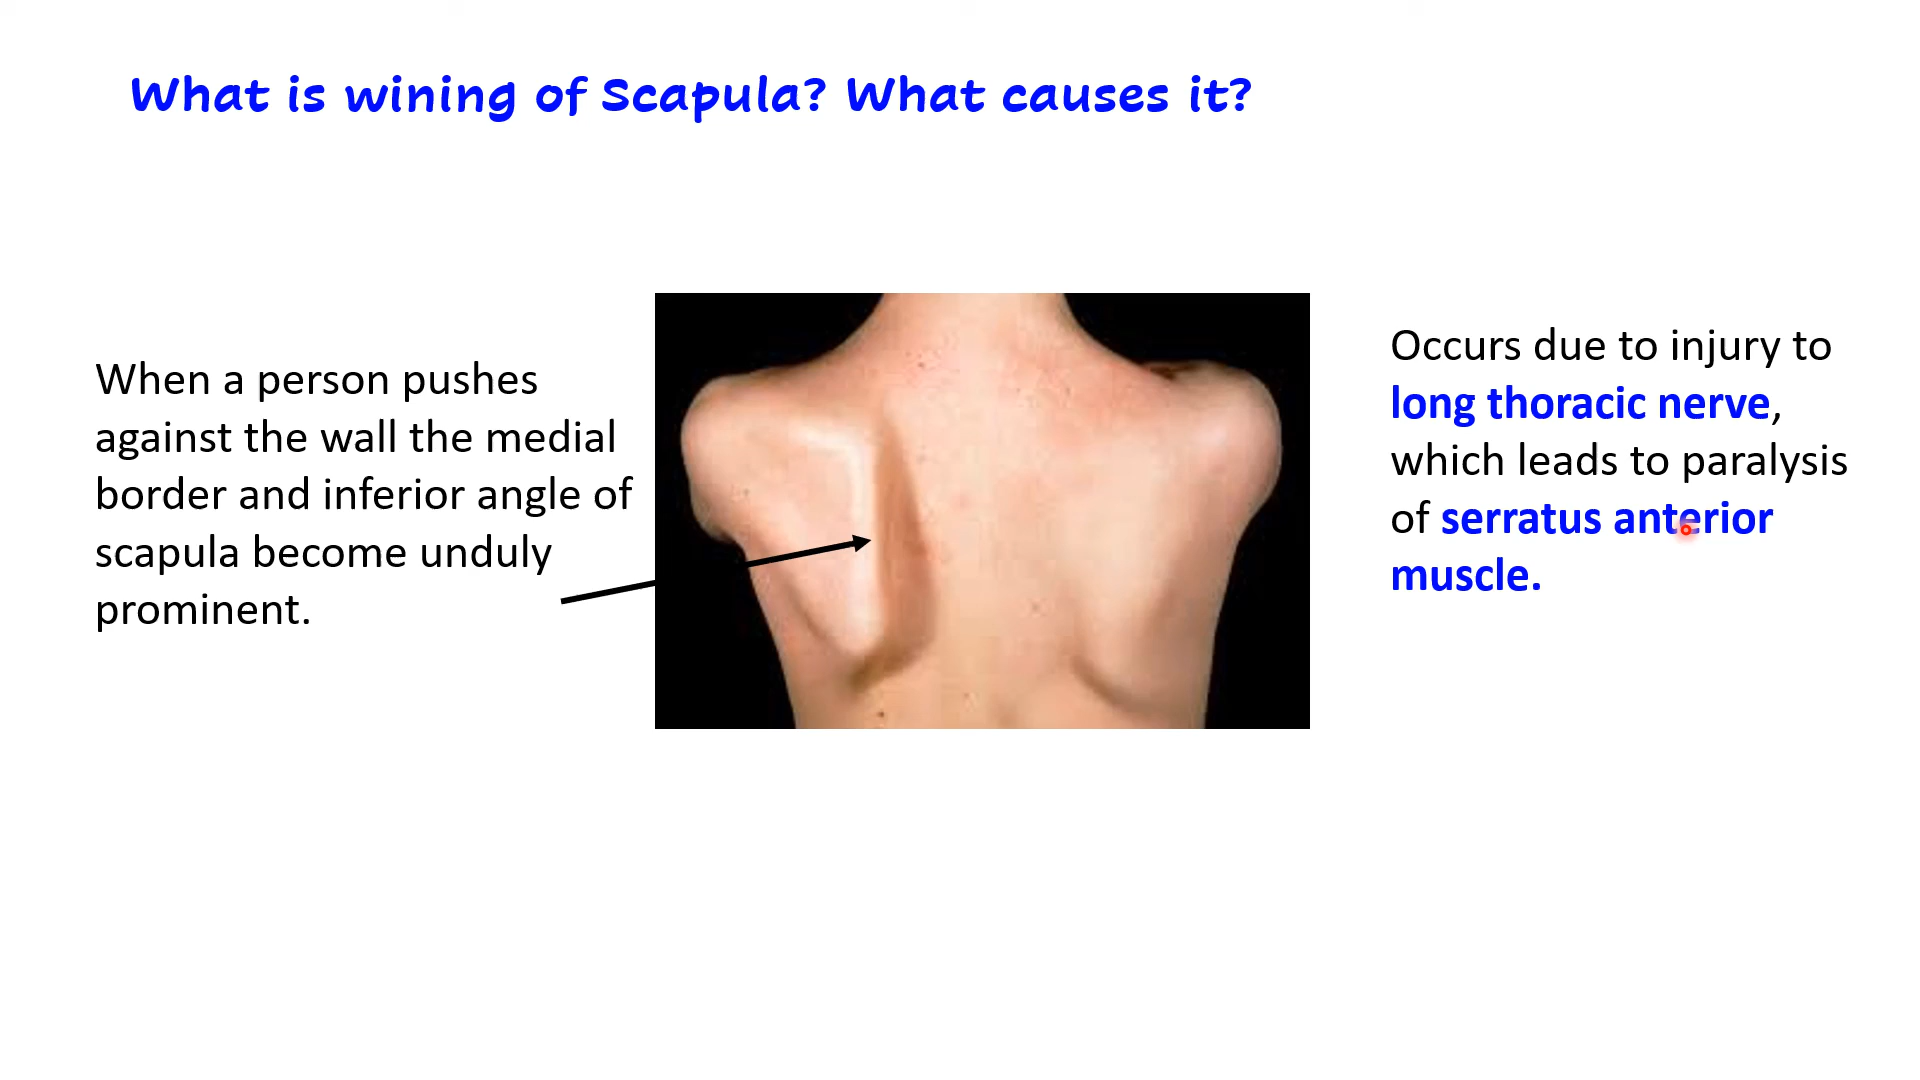 What is wining of Scapula? What causes it?
When a person pushes
against the wall the medial
border and inferior angle of
scapula become unduly
prominent.
Occurs due to injury to
long thoracic nerve,
which leads to paralysis
of serratus anterior
muscle.